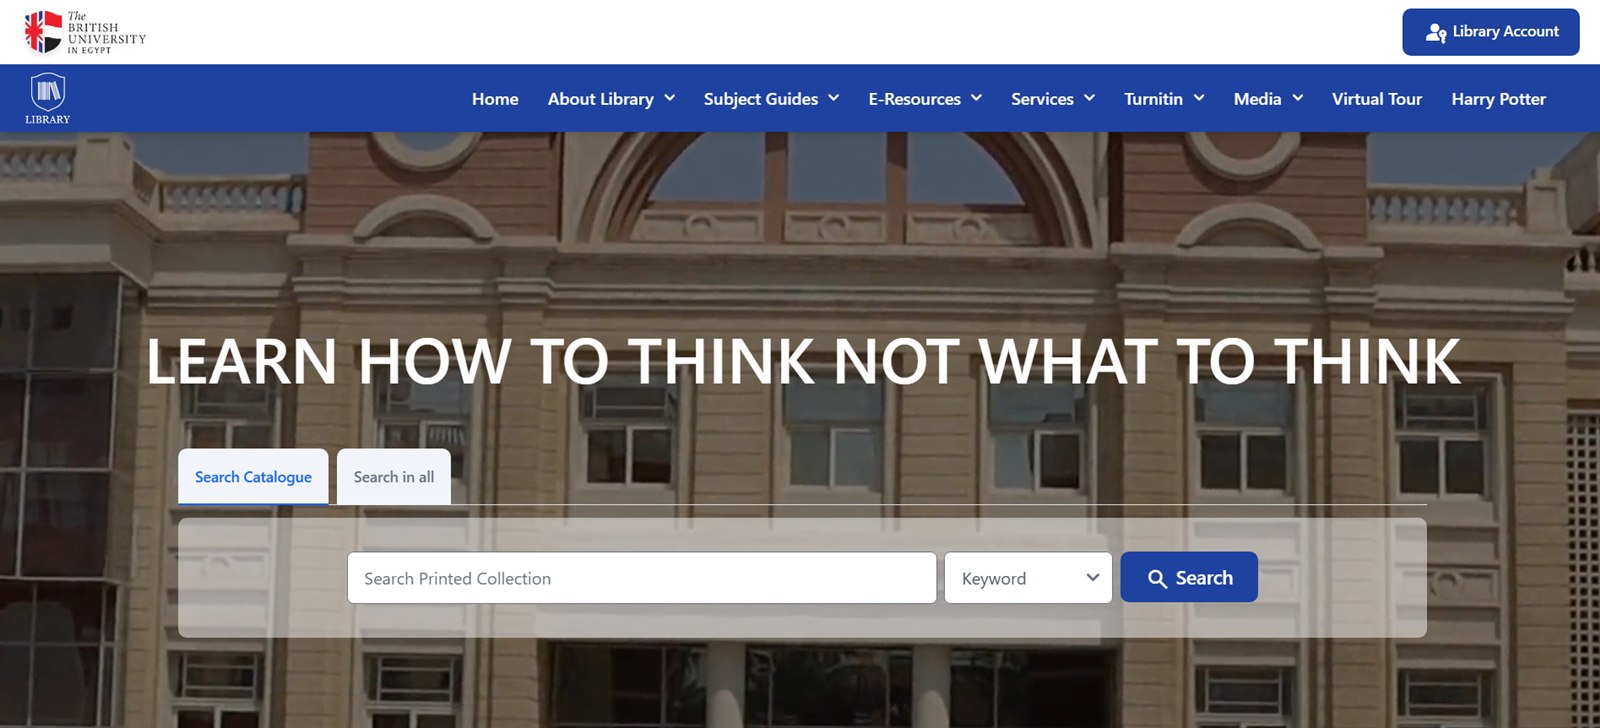 The
BRITISH
UNIVERSITY
IN EGYPT
Library Account
LIBRARY
Home About Library Subject Guides E-Resources Services Turnitin Media Virtual Tour Harry Potter
LEARN HOW TO THINK NOT WHAT TO THINK
Search Catalogue Search in all
Search Printed Collection Keyword Search